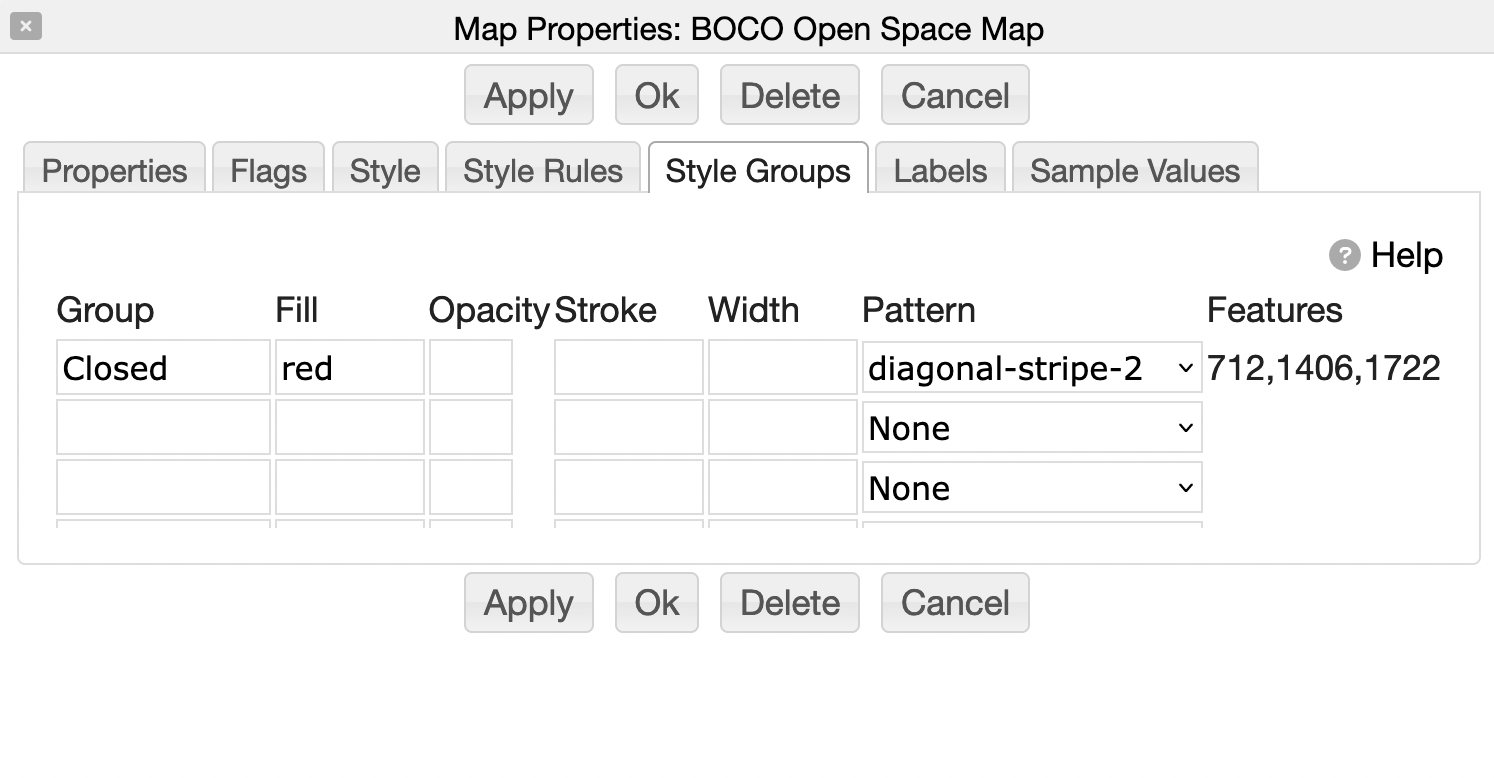 Map Properties: BOCO Open Space Map
Apply Ok Delete Cancel
Properties Flags Style Style Rules Style Groups Labels Sample Values
? Help
Group Fill Opacity Stroke Width Pattern Features
Closed red diagonal-stripe-2 712,1406,1722
None
None
Apply Ok Delete Cancel